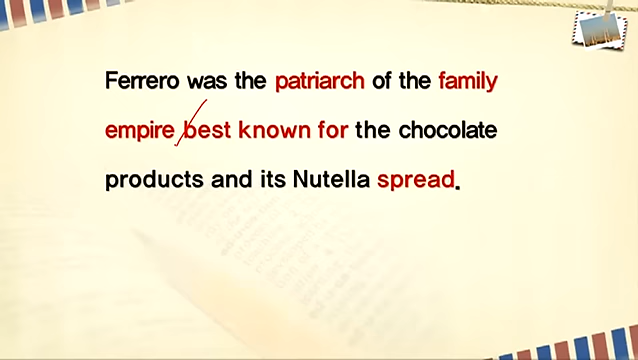 Ferrero was the patriarch of the family
empire best known for the chocolate
products and its Nutella spread.